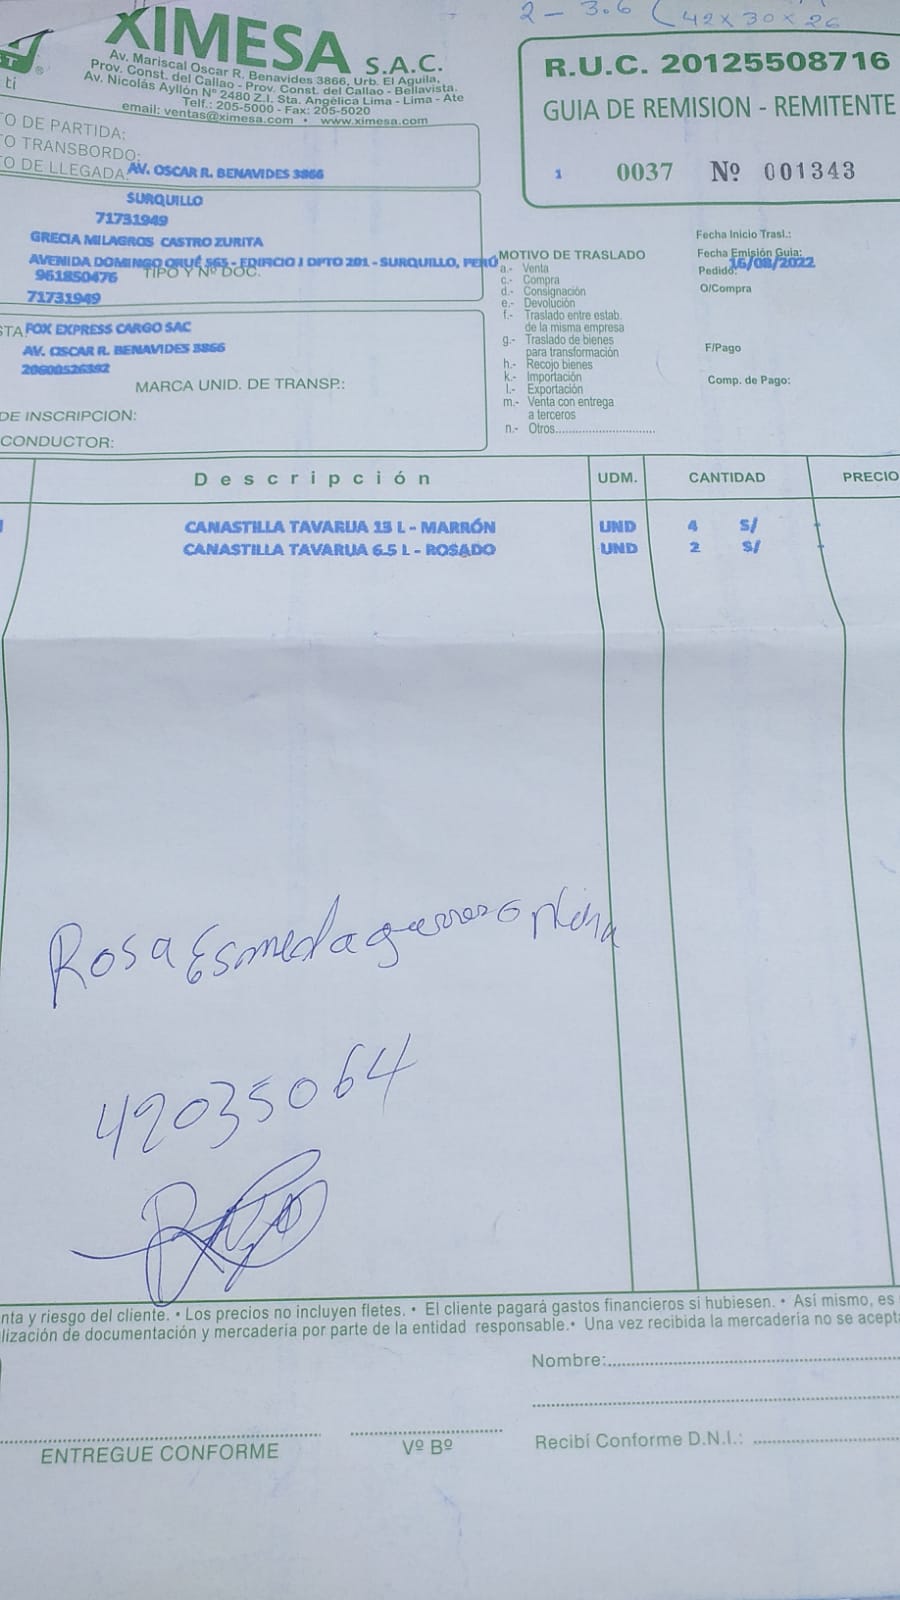 2 - 3.6 (42 x 30 x 26
XIMESA S.A.C.
ti
Av. Mariscal Oscar R. Benavides 3866, Urb. El Aguila,
Prov. Const. del Callao - Prov. Const. del Callao - Bellavista.
Av. Nicolás Ayllón Nº 2480 Z.I. Sta. Angélica Lima - Lima - Ate
Telf.: 205-5000 - Fax: 205-5020
email: ventas@ximesa.com • www.ximesa.com
R.U.C. 20125508716
GUIA DE REMISION - REMITENTE
1 0037 Nº 001343
TO DE PARTIDA:
TO TRANSBORDO:
TO DE LLEGADA: AV. OSCAR R. BENAVIDES 3866
SURQUILLO
71731949
GRECIA MILAGROS CASTRO ZURITA
AVENIDA DOMINGO ORUÉ 565 - EDIFICIO J DPTO 201 - SURQUILLO, PERÚ
961850476 TIPO Y Nº DOC.
71731949
STA FOX EXPRESS CARGO SAC
AV. OSCAR R. BENAVIDES 3866
20600526392
MARCA UNID. DE TRANSP.:
DE INSCRIPCION:
CONDUCTOR:
MOTIVO DE TRASLADO
a.- Venta
c.- Compra
d.- Consignación
e.- Devolución
f.- Traslado entre estab.
de la misma empresa
g.- Traslado de bienes
para transformación
h.- Recojo bienes
k.- Importación
l.- Exportación
m.- Venta con entrega
a terceros
n.- Otros
Fecha Inicio Trasl.:
Fecha Emisión Guia:
16/08/2022
Pedido:
O/Compra
F/Pago
Comp. de Pago:
Descripción UDM. CANTIDAD PRECIO
CANASTILLA TAVARUA 13 L - MARRÓN UND 4 S/ -
CANASTILLA TAVARUA 6.5 L - ROSADO UND 2 S/ -
Rosa
42035064
nta y riesgo del cliente. • Los precios no incluyen fletes. • El cliente pagará gastos financieros si hubiesen. • Así mismo, es
lización de documentación y mercadería por parte de la entidad responsable. • Una vez recibida la mercadería no se acepta
Nombre:
ENTREGUE CONFORME
Vº Bº
Recibí Conforme D.N.I.: